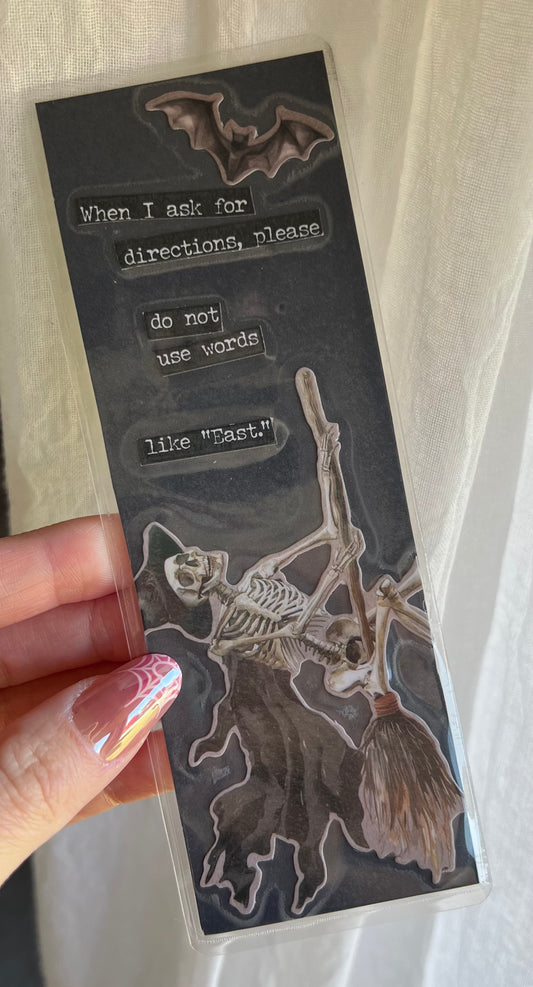 When I ask for
directions, please
do not
use words
like "East."